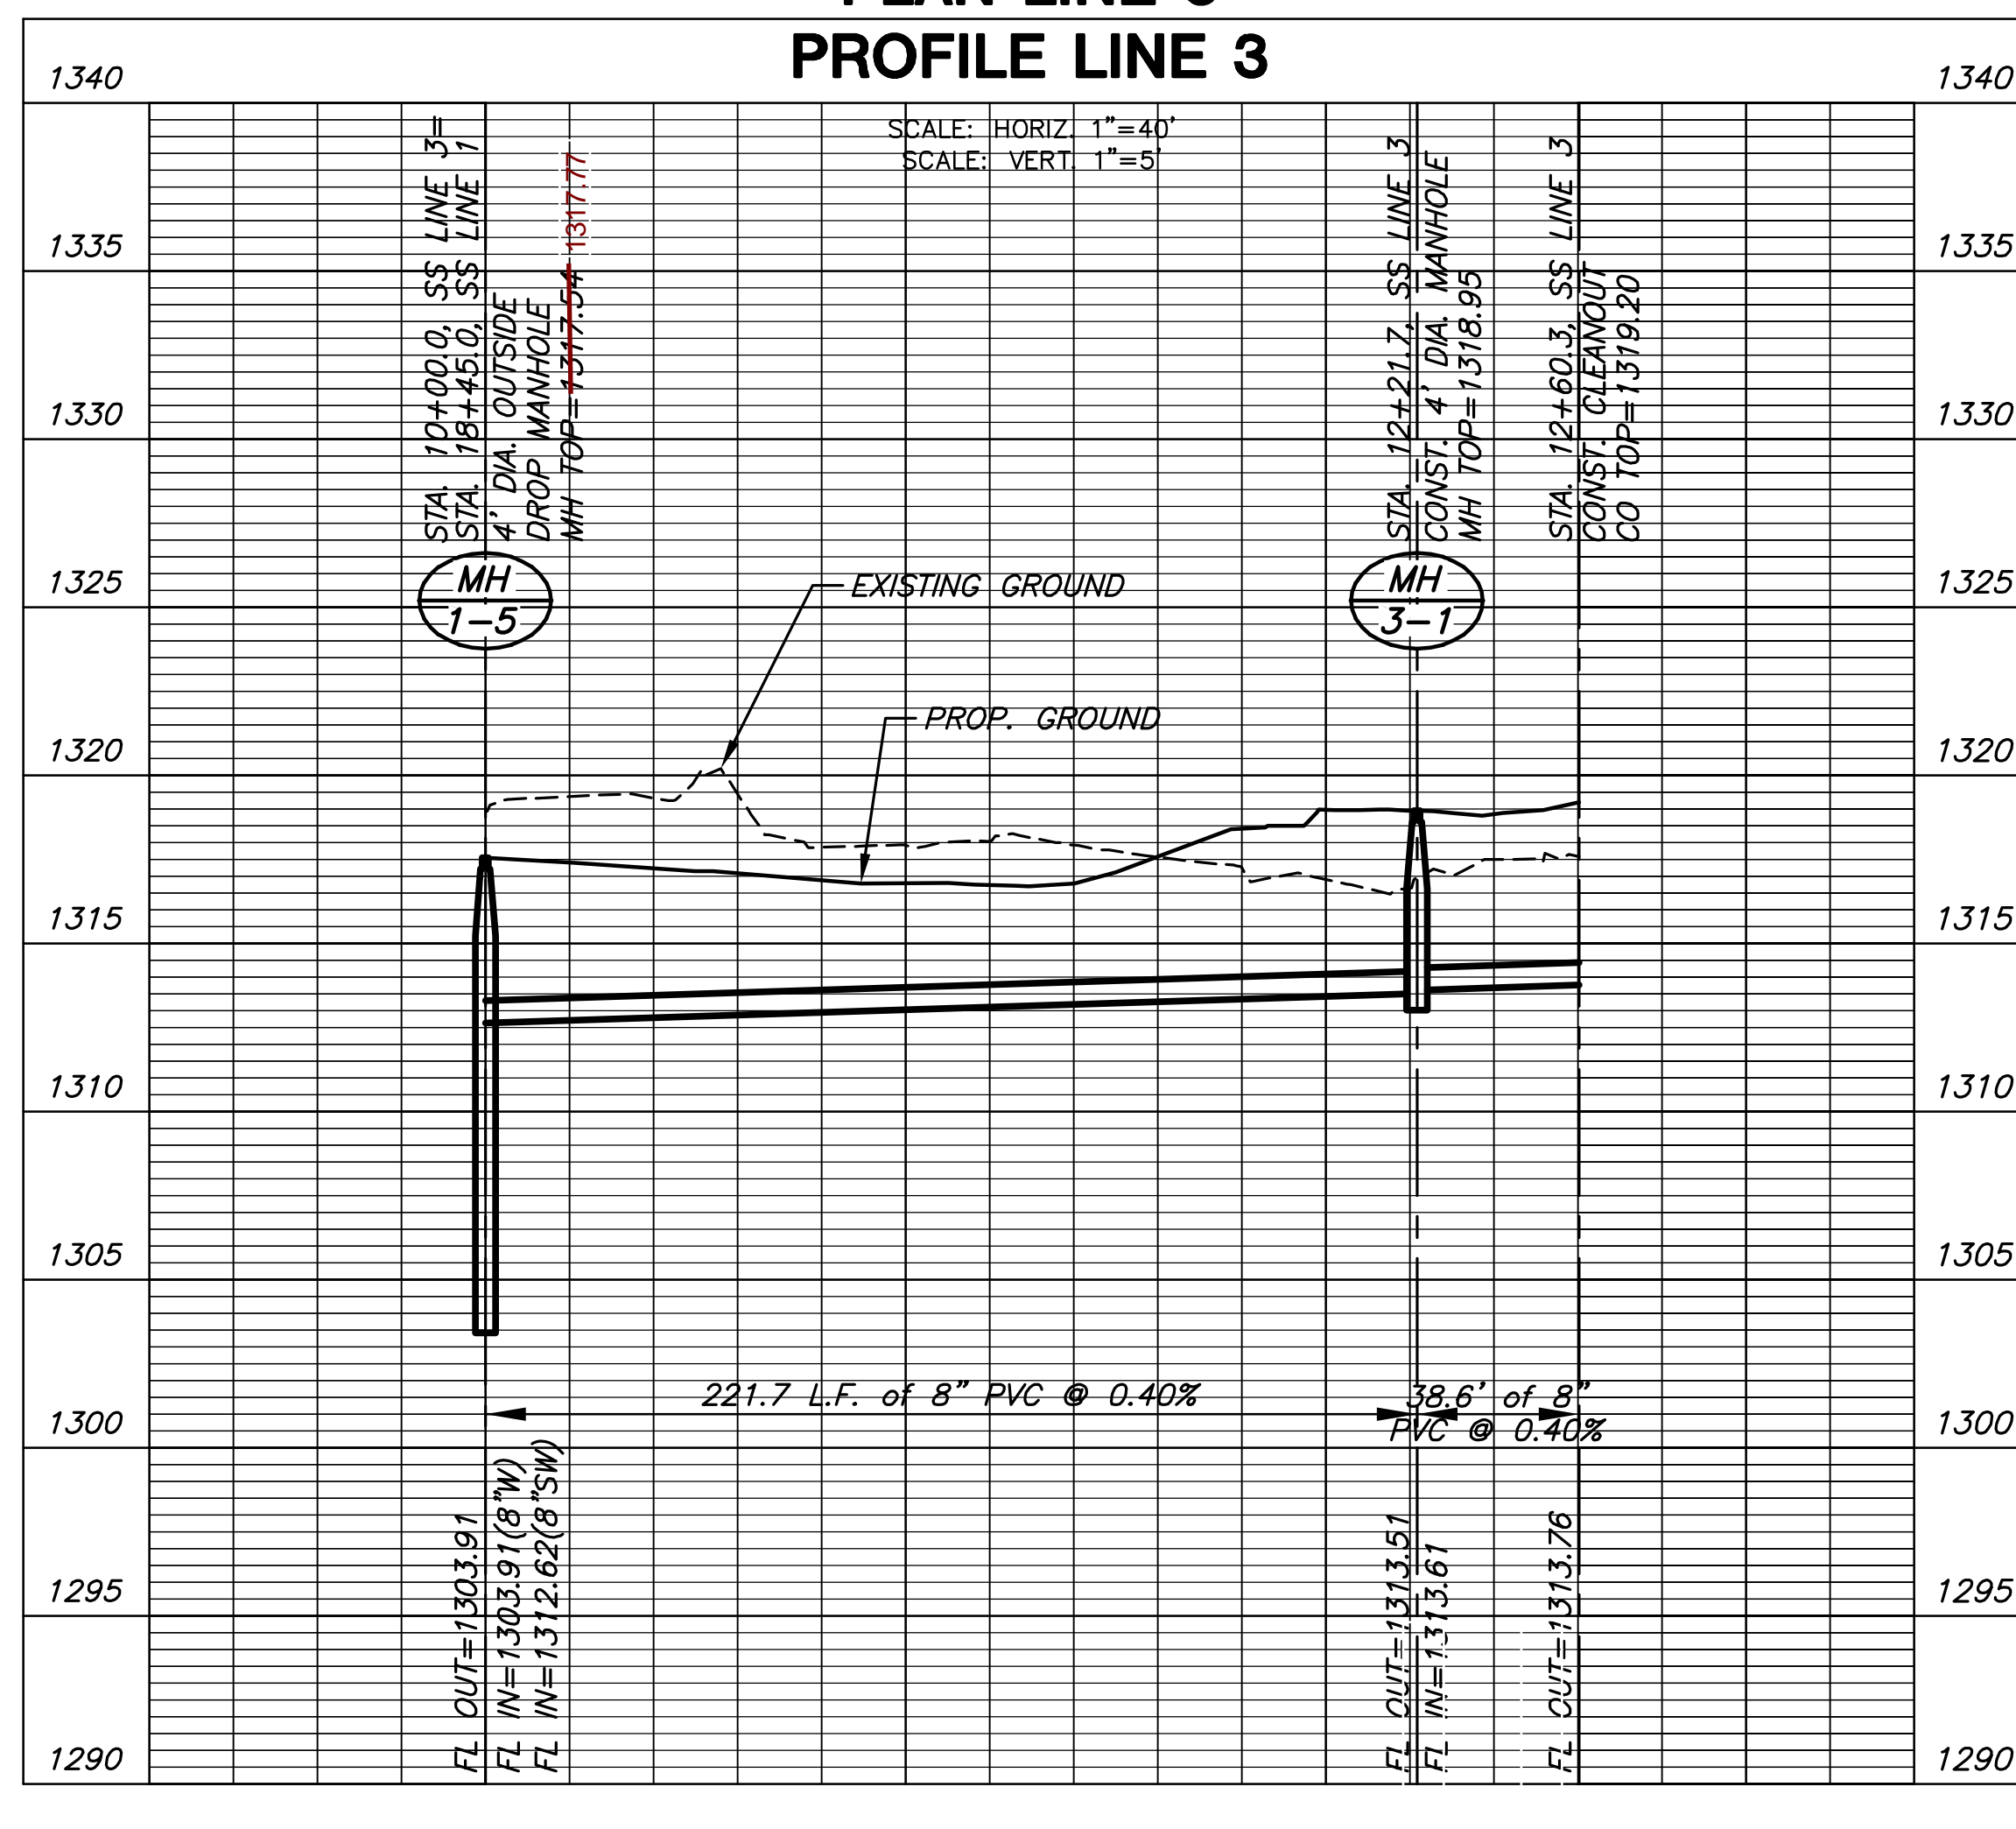 PROFILE LINE 3
SCALE: HORIZ. 1"=40'
SCALE: VERT. 1"=5'
1340
1340
1335
1335
1330
1330
1325
1325
1320
1320
1315
1315
1310
1310
1305
1305
1300
1300
1295
1295
1290
1290
STA. 10+00.0, SS LINE 3=
STA. 18+45.0, SS LINE 1
4' DIA. OUTSIDE
DROP MANHOLE
MH TOP=1317.54 1317.77
MH
1-5
STA. 12+21.7, SS LINE 3
CONST. 4' DIA. MANHOLE
MH TOP=1318.95
MH
3-1
STA. 12+60.3, SS LINE 3
CONST. CLEANOUT
CO TOP=1319.20
EXISTING GROUND
PROP. GROUND
221.7 L.F. of 8" PVC @ 0.40%
38.6' of 8"
PVC @ 0.40%
FL OUT=1303.91
FL IN=1303.91(8"W)
FL IN=1312.62(8"SW)
FL OUT=1313.51
FL IN=1313.61
FL OUT=1313.76